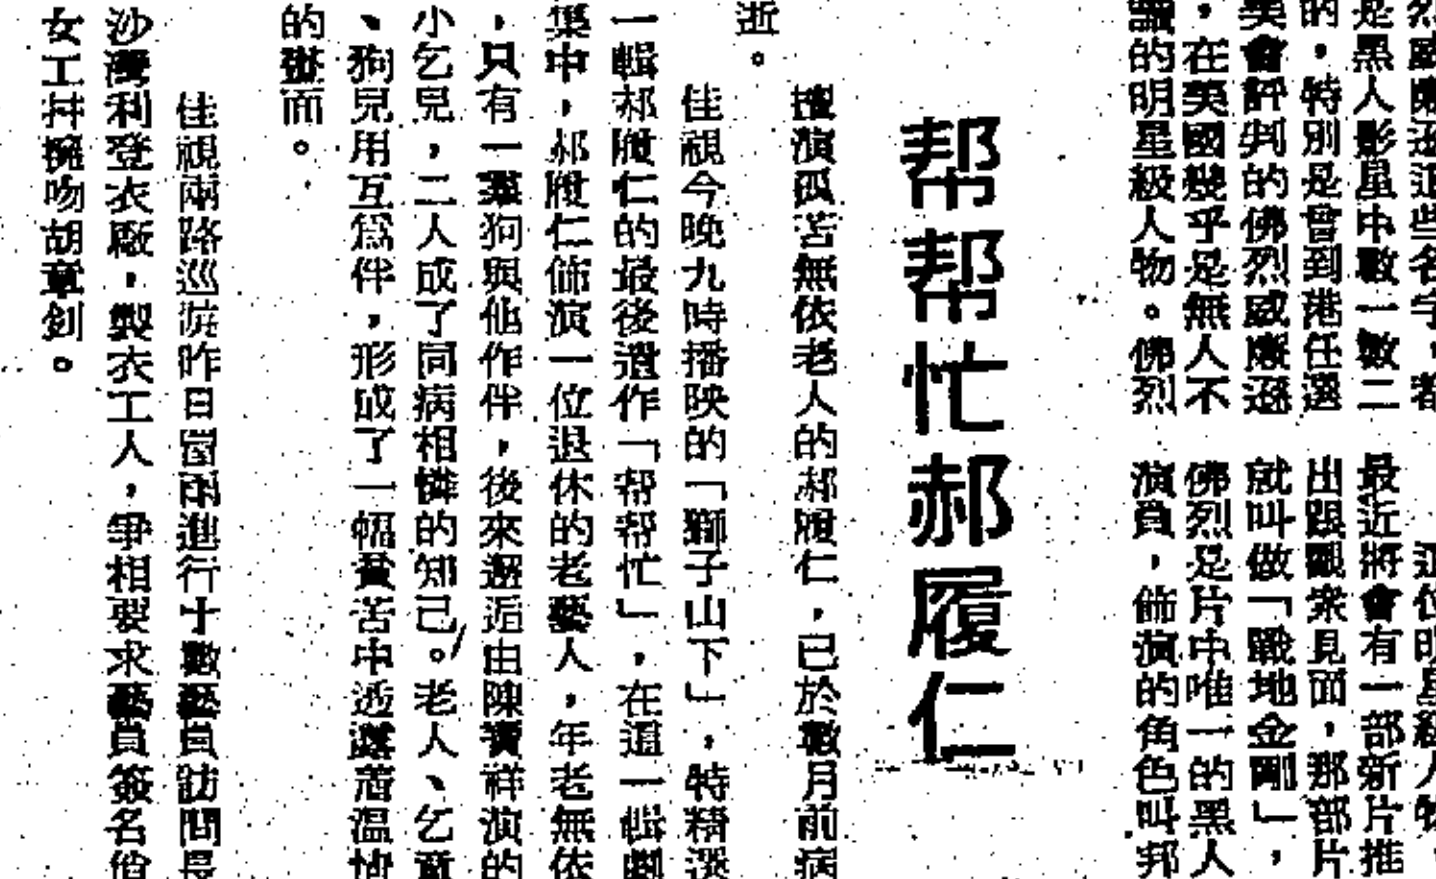 是黑人影星中數一數二
的，特別是曾到港任選
美會評判的佛烈威廉遜
，在美國幾乎是無人不
識的明星級人物。佛烈
最近將會有一部新片推
出跟觀衆見面，那部片
就叫做「戰地金剛」，
佛烈是片中唯一的黑人
演員，飾演的角色叫邦
帮帮忙郝履仁
擅演孤苦無依老人的郝履仁，已於數月前病
逝。
佳視今晚九時播映的「獅子山下」，特精選
一輯郝履仁的最後遺作「帮帮忙」，在這一輯劇
集中，郝履仁飾演一位退休的老藝人，年老無依
，只有一羣狗與他作伴，後來邂逅由陳寶祥演的
小乞兒，二人成了同病相憐的知己。老人、乞童
、狗兒用互爲伴，形成了一幅貧苦中透露着溫情
的畫面。
佳視兩路巡遊昨日冒雨進行十數藝員訪問長
沙灣利登衣廠，製衣工人，爭相要求藝員簽名
女工幷擁吻胡章釗。